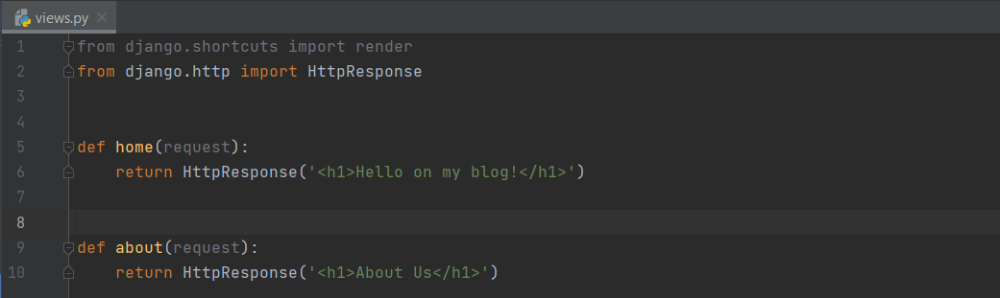 views.py
1 from django.shortcuts import render
2 from django.http import HttpResponse
3
4
5 def home(request):
6     return HttpResponse('<h1>Hello on my blog!</h1>')
7
8
9 def about(request):
10     return HttpResponse('<h1>About Us</h1>')